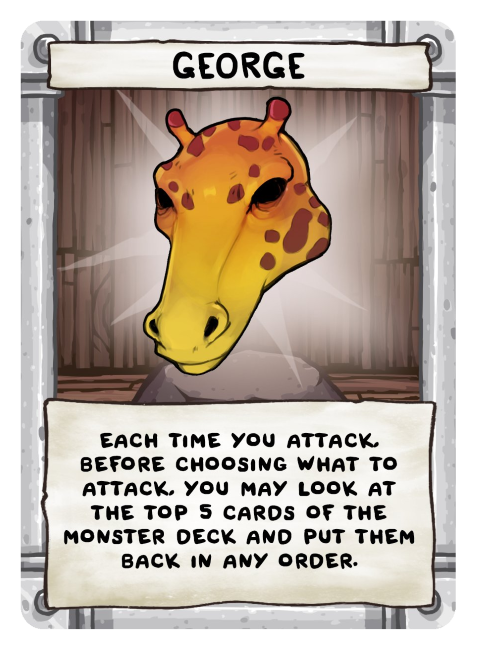 GEORGE
EACH TIME YOU ATTACK,
BEFORE CHOOSING WHAT TO
ATTACK, YOU MAY LOOK AT
THE TOP 5 CARDS OF THE
MONSTER DECK AND PUT THEM
BACK IN ANY ORDER.